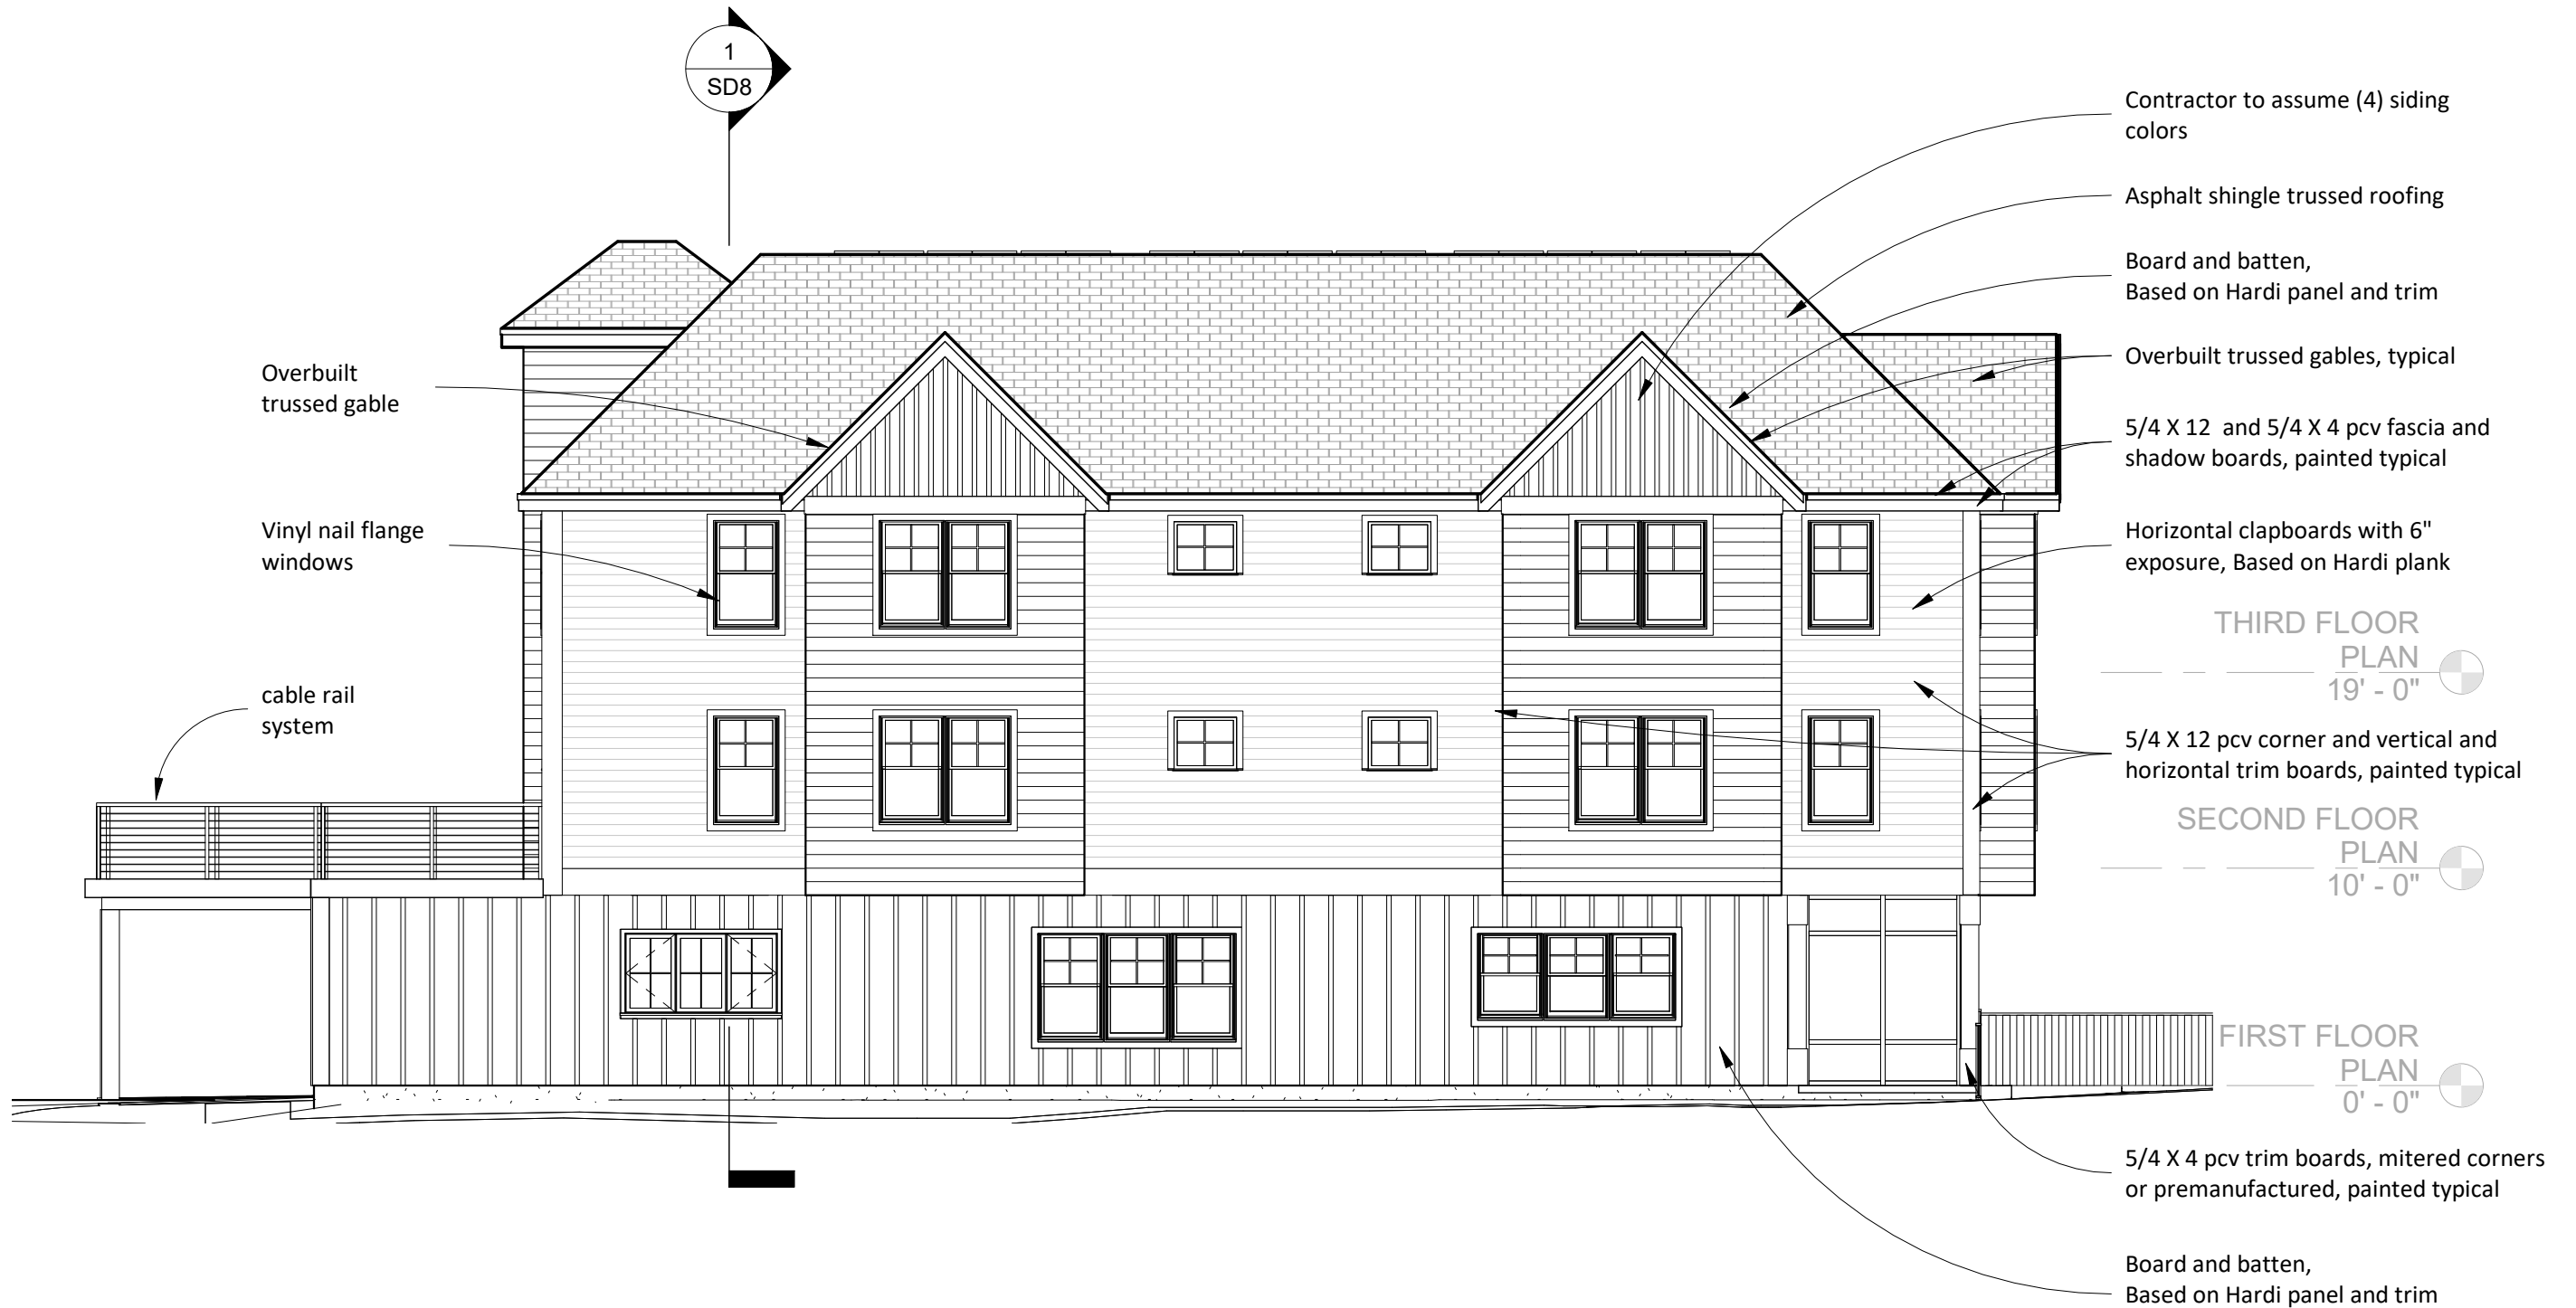 1
SD8
Contractor to assume (4) siding
colors
Asphalt shingle trussed roofing
Board and batten,
Based on Hardi panel and trim
Overbuilt trussed gables, typical
Overbuilt
trussed gable
5/4 X 12  and 5/4 X 4 pcv fascia and
shadow boards, painted typical
Vinyl nail flange
windows
Horizontal clapboards with 6"
exposure, Based on Hardi plank
THIRD FLOOR
PLAN
19' - 0"
cable rail
system
5/4 X 12 pcv corner and vertical and
horizontal trim boards, painted typical
SECOND FLOOR
PLAN
10' - 0"
FIRST FLOOR
PLAN
0' - 0"
5/4 X 4 pcv trim boards, mitered corners
or premanufactured, painted typical
Board and batten,
Based on Hardi panel and trim